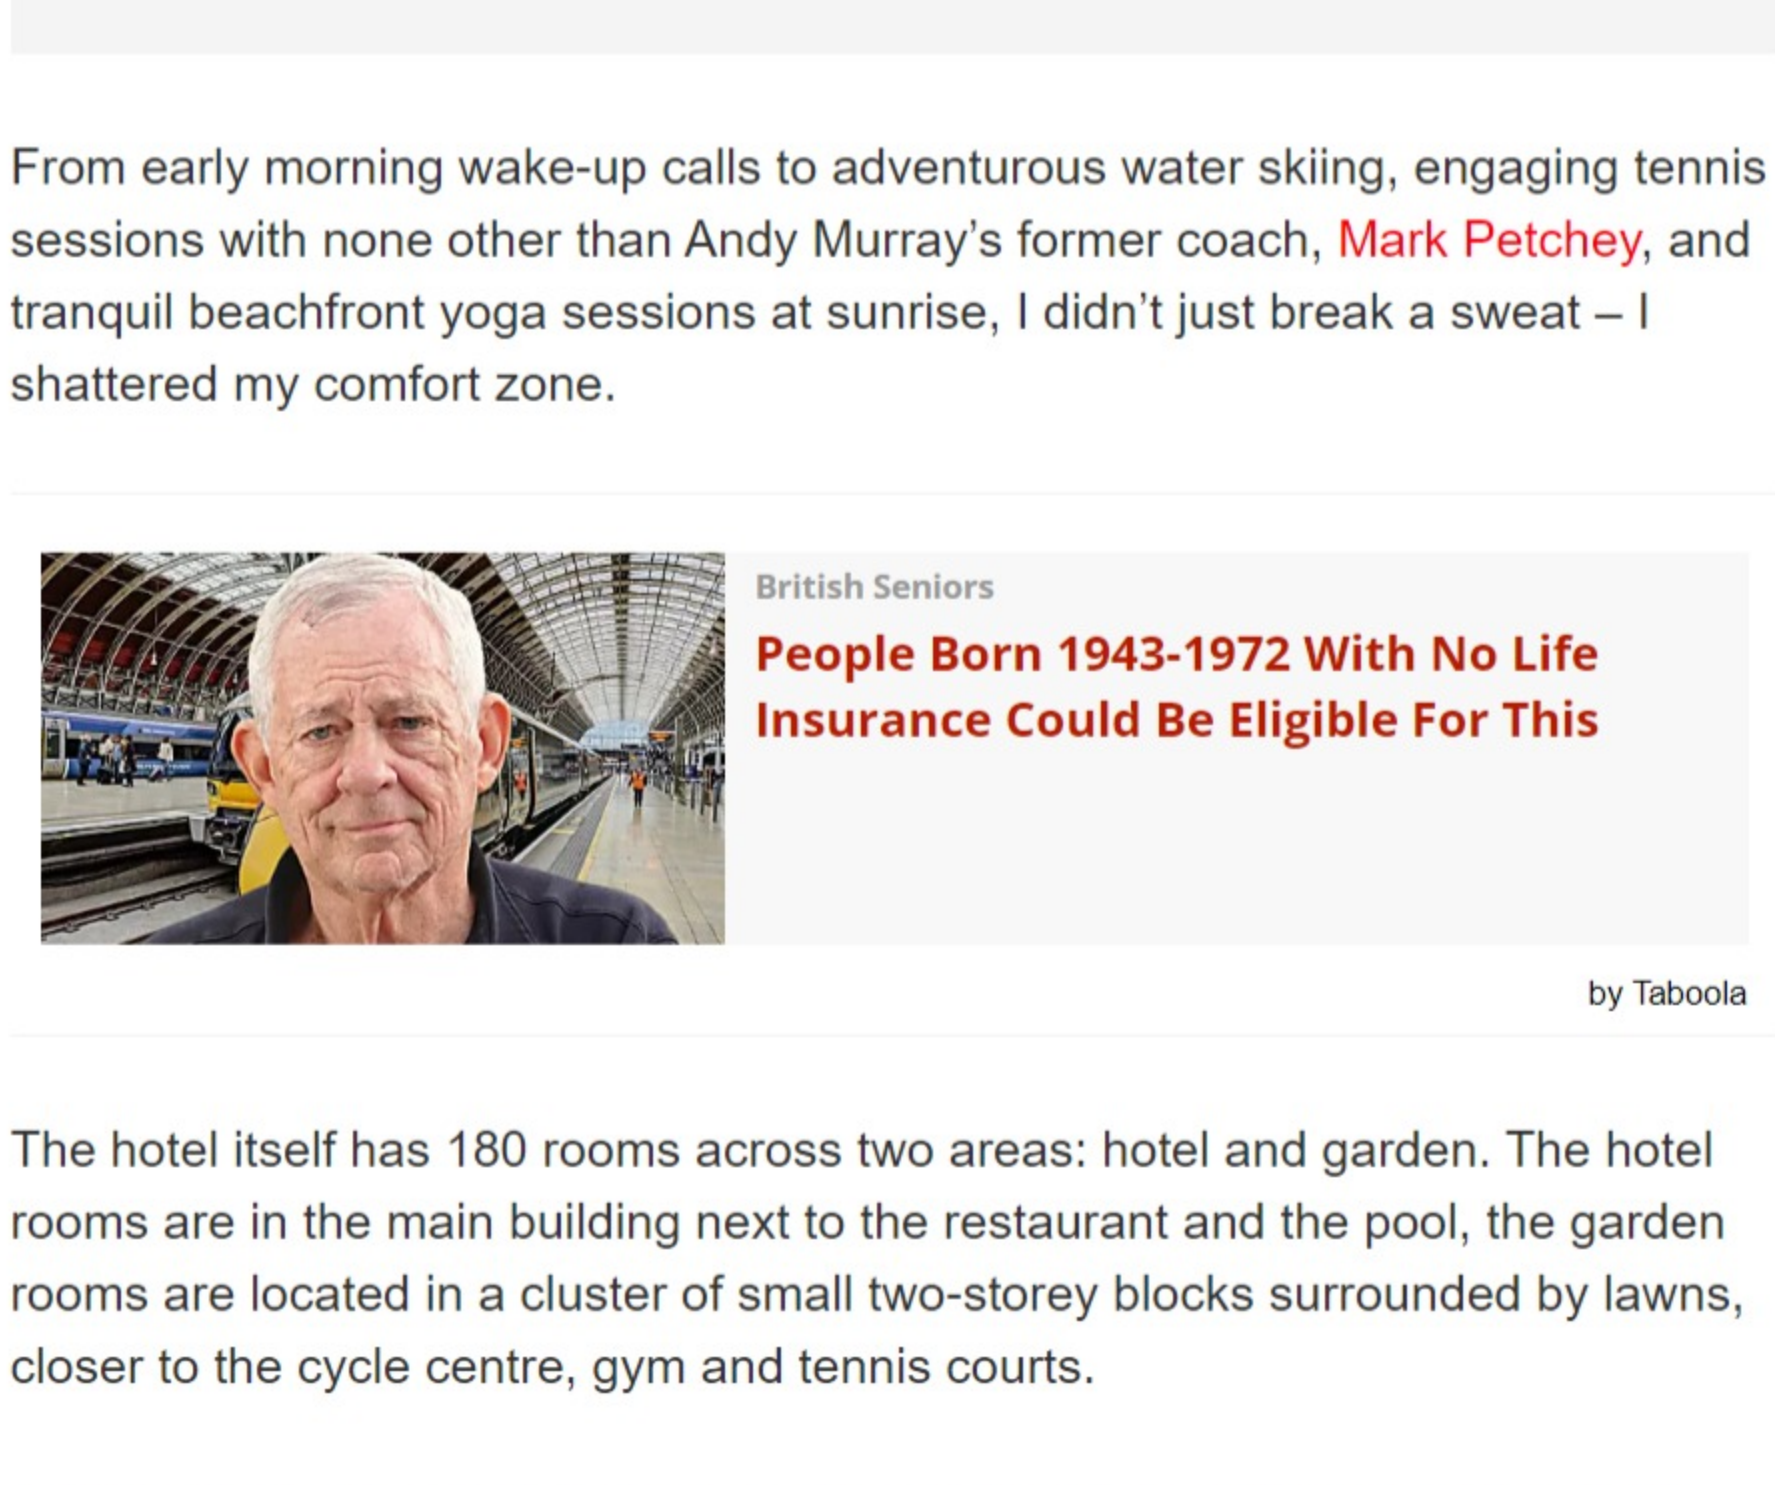 From early morning wake-up calls to adventurous water skiing, engaging tennis
sessions with none other than Andy Murray’s former coach, Mark Petchey, and
tranquil beachfront yoga sessions at sunrise, I didn’t just break a sweat – I
shattered my comfort zone.
British Seniors
People Born 1943-1972 With No Life
Insurance Could Be Eligible For This
by Taboola
The hotel itself has 180 rooms across two areas: hotel and garden. The hotel
rooms are in the main building next to the restaurant and the pool, the garden
rooms are located in a cluster of small two-storey blocks surrounded by lawns,
closer to the cycle centre, gym and tennis courts.